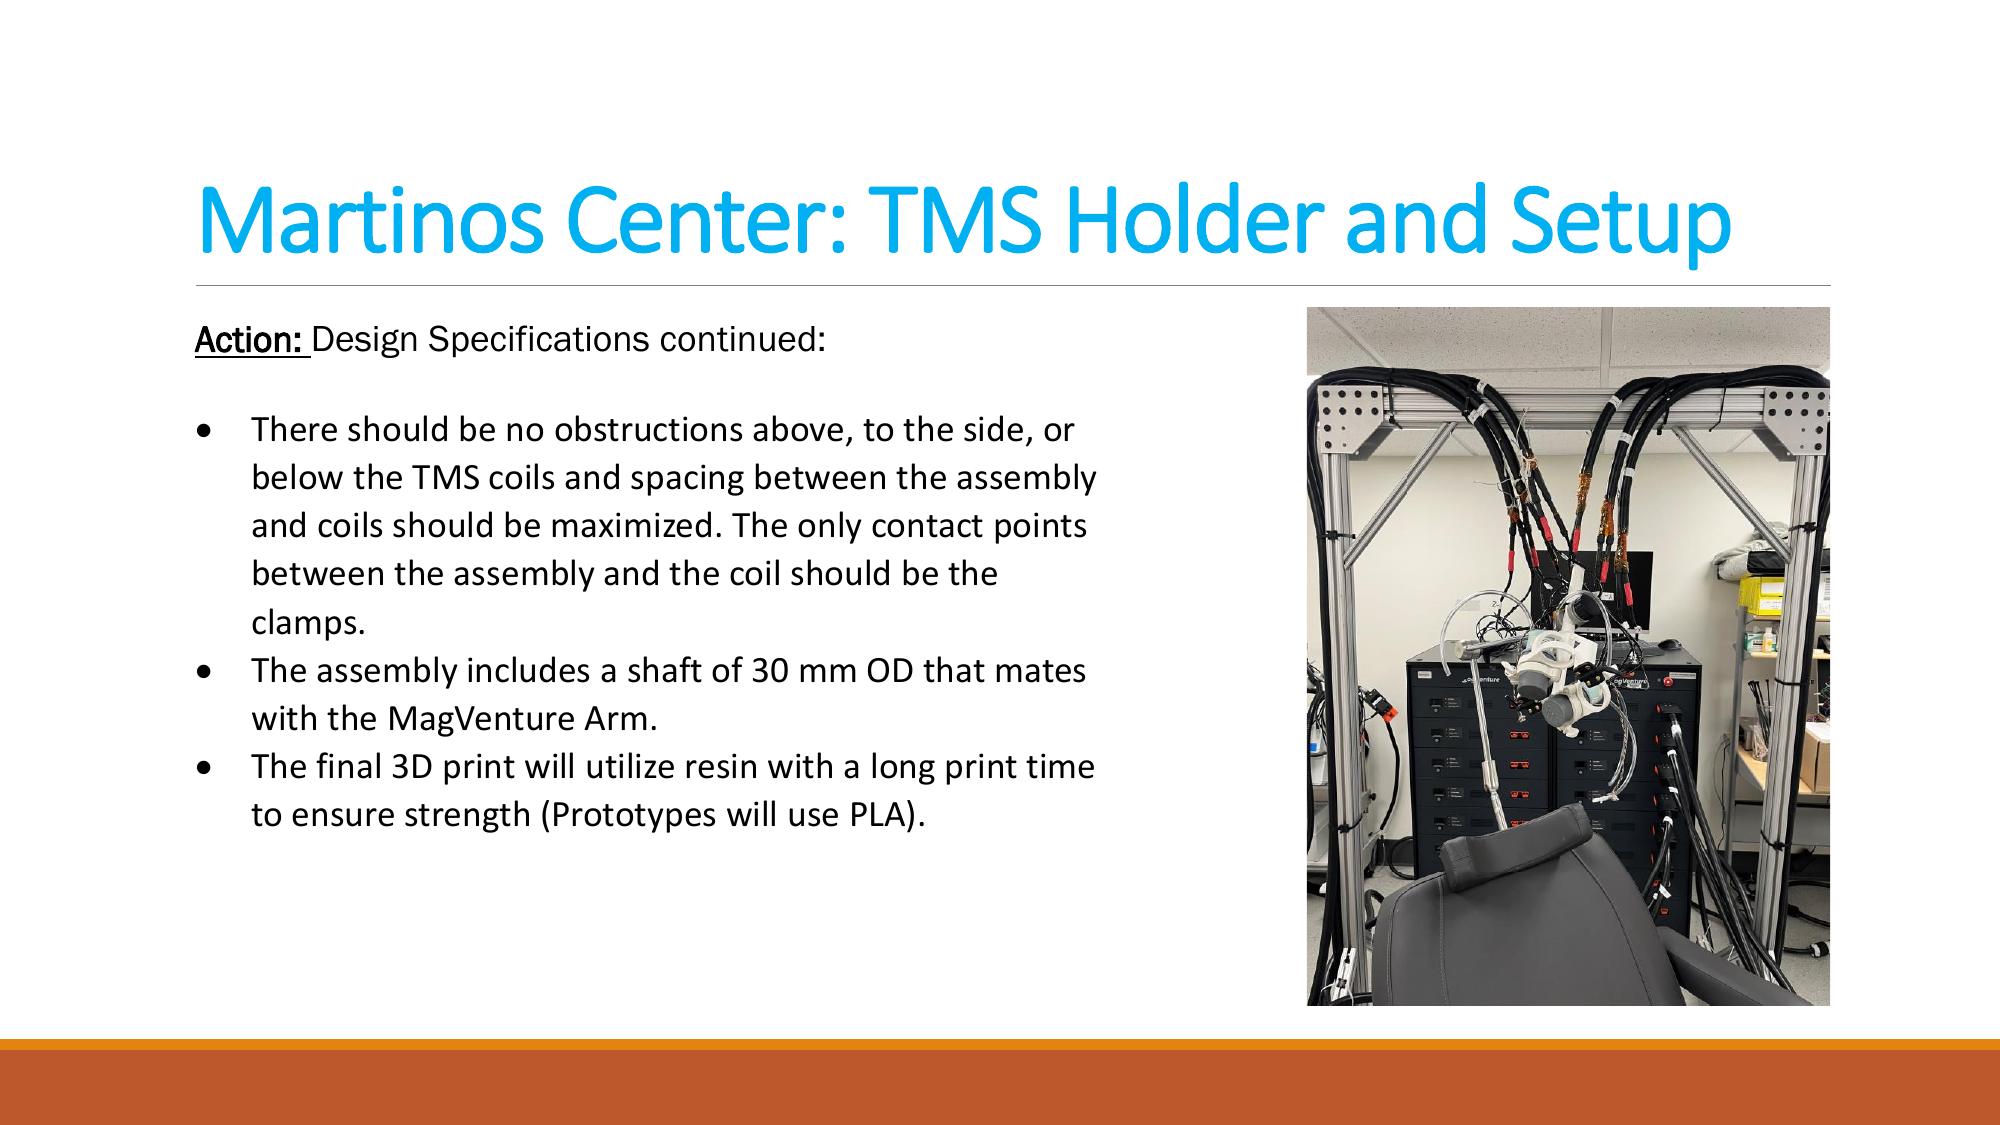 Martinos Center: TMS Holder and Setup
Action: Design Specifications continued:
• There should be no obstructions above, to the side, or
below the TMS coils and spacing between the assembly
and coils should be maximized. The only contact points
between the assembly and the coil should be the
clamps.
• The assembly includes a shaft of 30 mm OD that mates
with the MagVenture Arm.
• The final 3D print will utilize resin with a long print time
to ensure strength (Prototypes will use PLA).